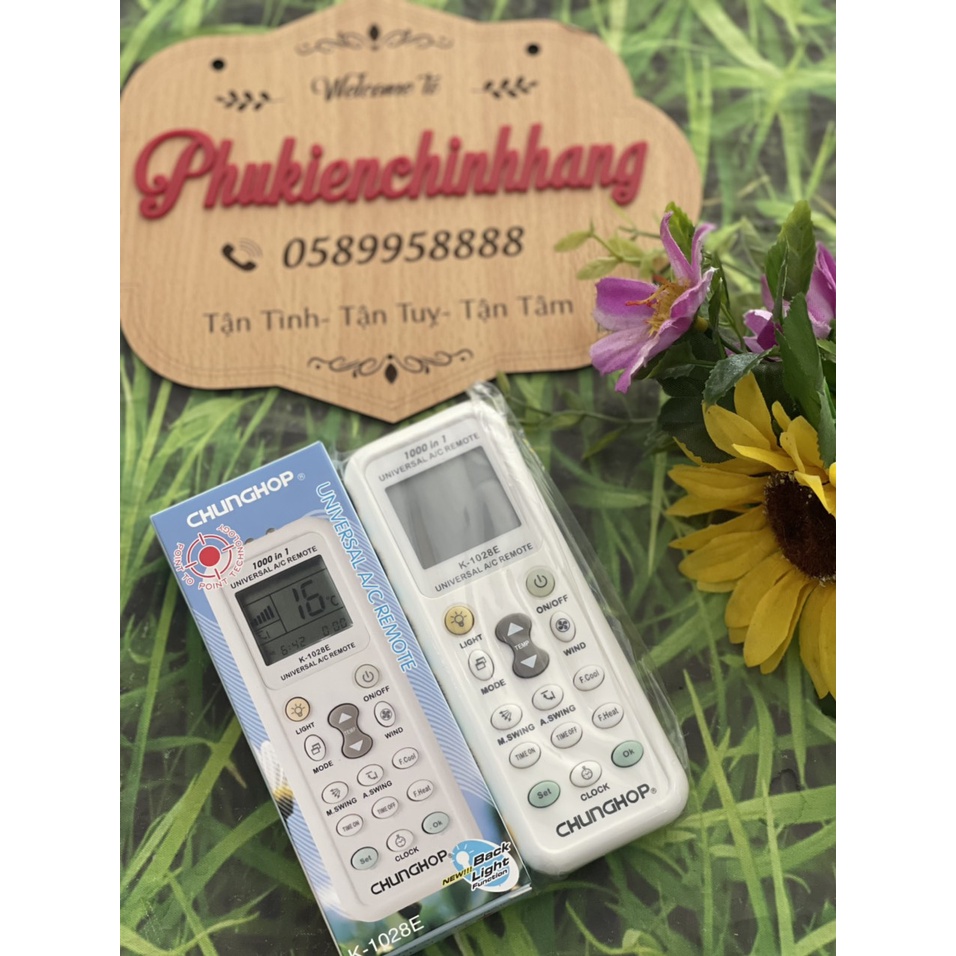 Welcome To
Phukienchinhhang
0589958888
Tận Tình- Tận Tuỵ- Tận Tâm
CHUNGHOP®
UNIVERSAL A/C REMOTE
POINT TO POINT TECHNOLOGY
1000 in 1
UNIVERSAL A/C REMOTE
16°C
6:42
K-1028E
UNIVERSAL A/C REMOTE
ON/OFF
LIGHT
WIND
MODE
F.Cool
A.SWING
M.SWING
F.Heat
TIME OFF
TIME ON
Ok
Set
CLOCK
CHUNGHOP
NEW!!! Back
Light
Function
K-1028E
1000 in 1
UNIVERSAL A/C REMOTE
K-1028E
UNIVERSAL A/C REMOTE
ON/OFF
LIGHT
TEMP
WIND
MODE
F.Cool
A.SWING
M.SWING
F.Heat
TIME OFF
TIME ON
Ok
Set
CLOCK
CHUNGHOP®